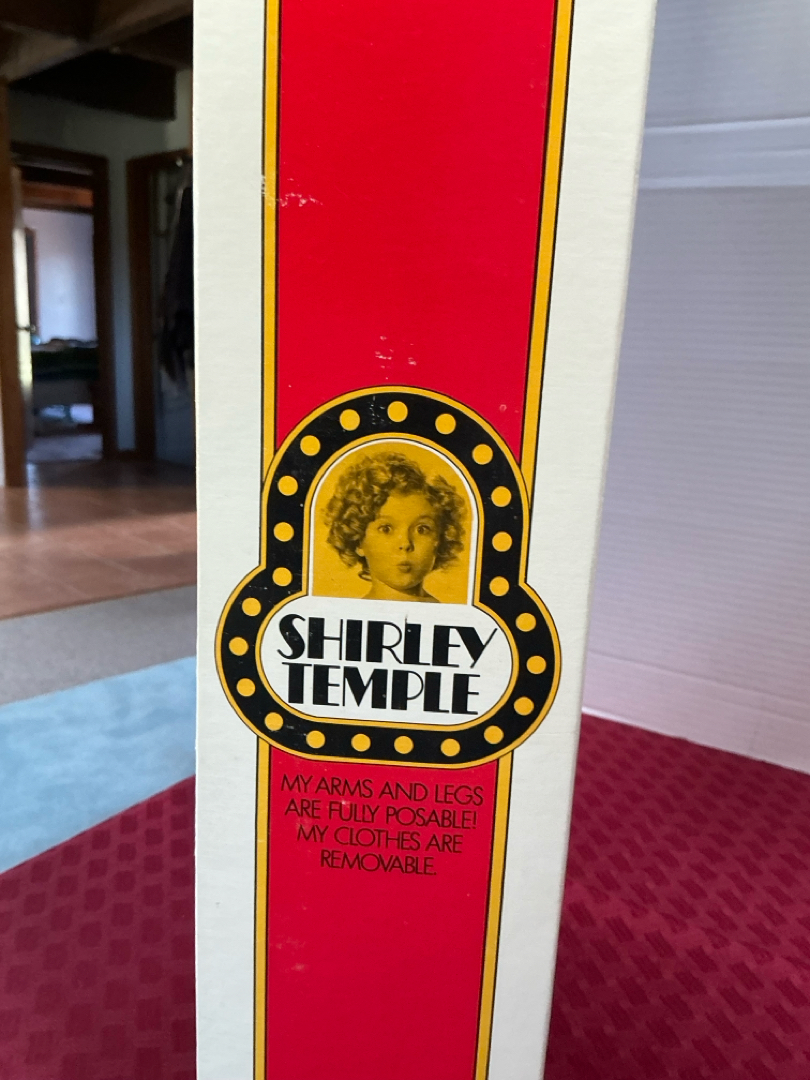 SHIRLEY
TEMPLE
MY ARMS AND LEGS
ARE FULLY POSABLE!
MY CLOTHES ARE
REMOVABLE.